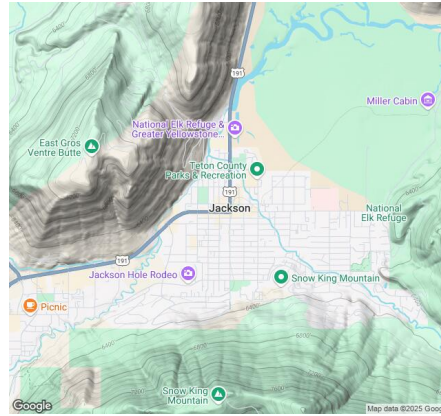 191
Miller Cabin
National Elk Refuge &
Greater Yellowstone...
East Gros
Ventre Butte
Teton County
Parks & Recreation
191
Jackson
National
Elk Refuge
191
Jackson Hole Rodeo
Snow King Mountain
Picnic
Snow King
Mountain
Google
Map data ©2025 Goog